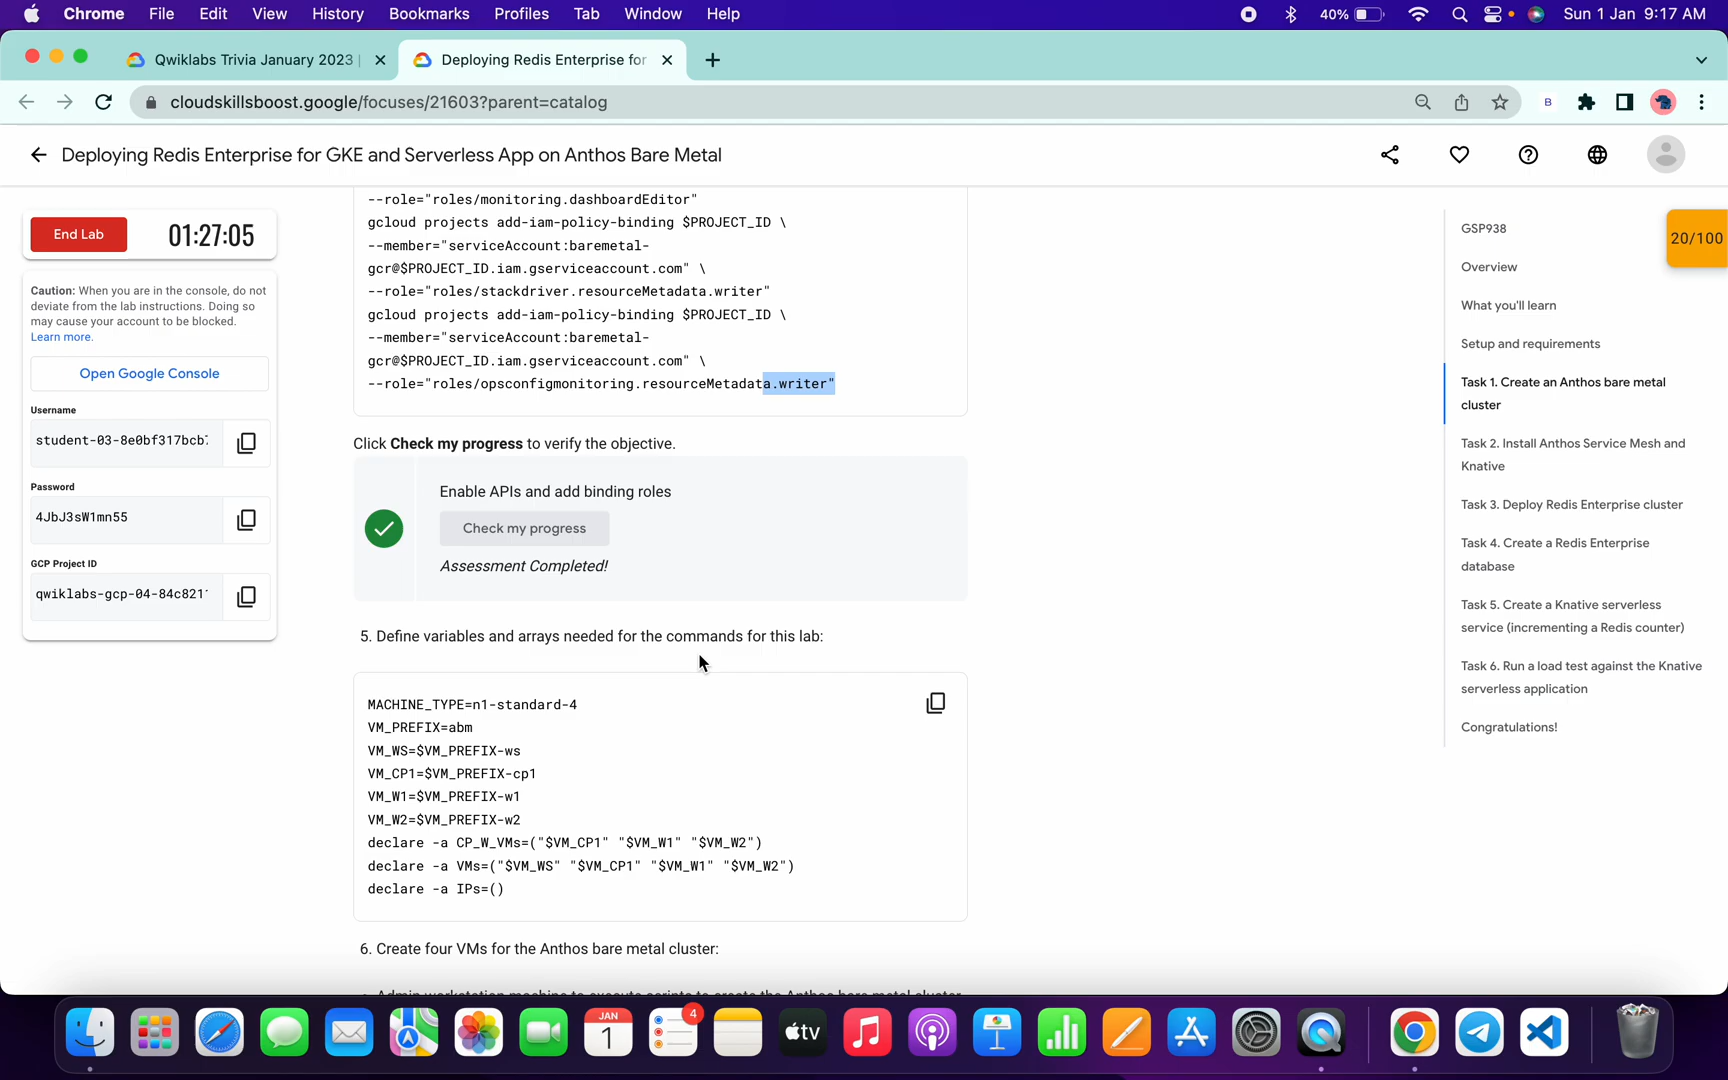 Chrome File Edit View History Bookmarks Profiles Tab Window Help 40% Sun 1 Jan 9:17 AM
Qwiklabs Trivia January 2023 Deploying Redis Enterprise for
cloudskillsboost.google/focuses/21603?parent=catalog B
Deploying Redis Enterprise for GKE and Serverless App on Anthos Bare Metal
End Lab 01:27:05
Caution: When you are in the console, do not
deviate from the lab instructions. Doing so
may cause your account to be blocked.
Learn more.
Open Google Console
Username
student-03-8e0bf317bcb
Password
4JbJ3sW1mn55
GCP Project ID
qwiklabs-gcp-04-84c821
--role="roles/monitoring.dashboardEditor"
gcloud projects add-iam-policy-binding $PROJECT_ID \
--member="serviceAccount:baremetal-
gcr@$PROJECT_ID.iam.gserviceaccount.com" \
--role="roles/stackdriver.resourceMetadata.writer"
gcloud projects add-iam-policy-binding $PROJECT_ID \
--member="serviceAccount:baremetal-
gcr@$PROJECT_ID.iam.gserviceaccount.com" \
--role="roles/opsconfigmonitoring.resourceMetadata.writer"
Click Check my progress to verify the objective.
Enable APIs and add binding roles
Check my progress
Assessment Completed!
5. Define variables and arrays needed for the commands for this lab:
MACHINE_TYPE=n1-standard-4
VM_PREFIX=abm
VM_WS=$VM_PREFIX-ws
VM_CP1=$VM_PREFIX-cp1
VM_W1=$VM_PREFIX-w1
VM_W2=$VM_PREFIX-w2
declare -a CP_W_VMs=("$VM_CP1" "$VM_W1" "$VM_W2")
declare -a VMs=("$VM_WS" "$VM_CP1" "$VM_W1" "$VM_W2")
declare -a IPs=()
6. Create four VMs for the Anthos bare metal cluster:
Admin workstation machine to execute scripts to create the Anthos bare metal cluster
GSP938
Overview
What you'll learn
Setup and requirements
Task 1. Create an Anthos bare metal
cluster
Task 2. Install Anthos Service Mesh and
Knative
Task 3. Deploy Redis Enterprise cluster
Task 4. Create a Redis Enterprise
database
Task 5. Create a Knative serverless
service (incrementing a Redis counter)
Task 6. Run a load test against the Knative
serverless application
Congratulations!
20/100
JAN
1
4
tv